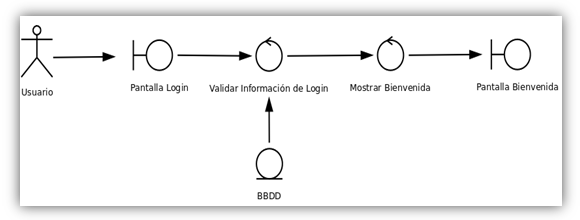 Usuario
Pantalla Login
Validar Información de Login
Mostrar Bienvenida
Pantalla Bienvenida
BBDD